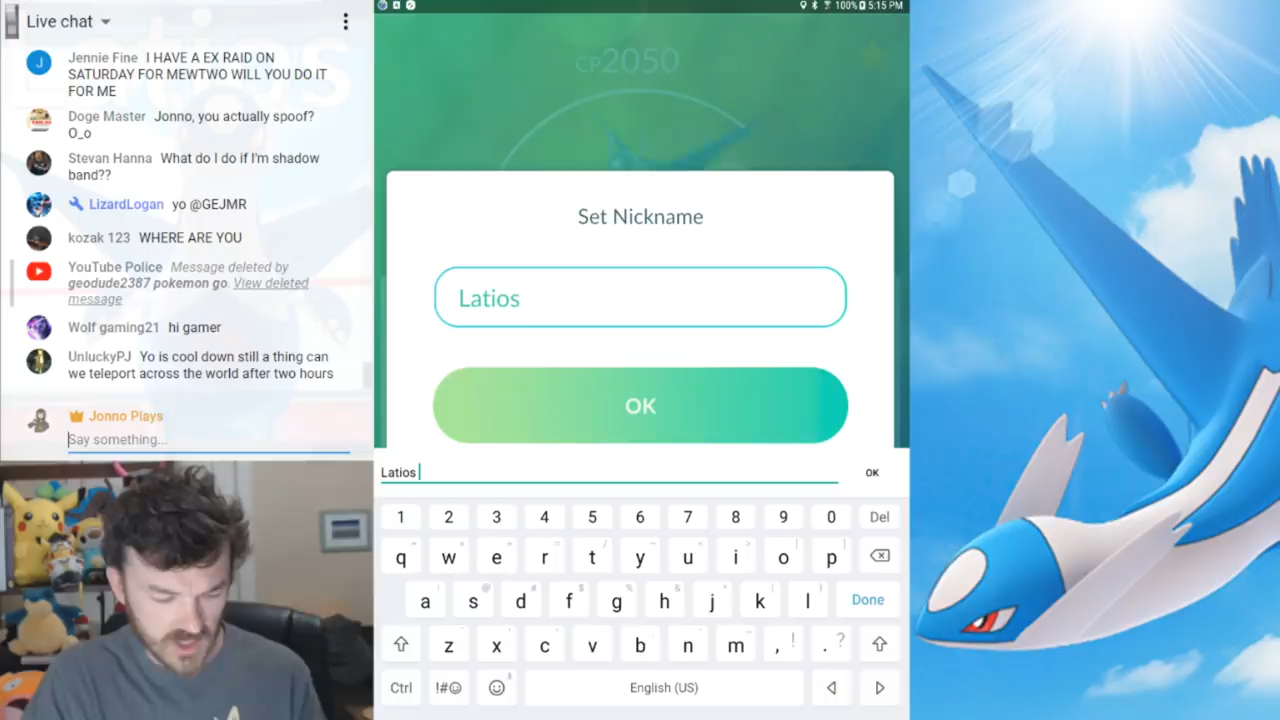 Live chat
Jennie Fine I HAVE A EX RAID ON
SATURDAY FOR MEWTWO WILL YOU DO IT
FOR ME
Doge Master Jonno, you actually spoof?
O_o
Stevan Hanna What do I do if I'm shadow
band??
LizardLogan yo @GEJMR
kozak 123 WHERE ARE YOU
YouTube Police Message deleted by
geodude2387 pokemon go. View deleted
message
Wolf gaming21 hi gamer
UnluckyPJ Yo is cool down still a thing can
we teleport across the world after two hours
Jonno Plays
Say something...
100% 5:15 PM
CP2050
Set Nickname
Latios
OK
Latios
OK
1 2 3 4 5 6 7 8 9 0 Del
q w e r t y u i o p
a s d f g h j k l Done
z x c v b n m , ! . ?
Ctrl !#☺ English (US)